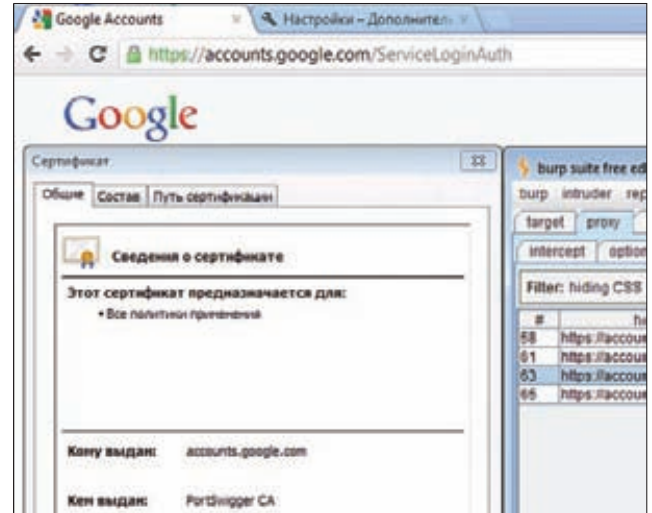 Google Accounts
Настройки – Дополнител
https://accounts.google.com/ServiceLoginAuth
Google
Сертификат
Общие Состав Путь сертификации
Сведения о сертификате
Этот сертификат предназначается для:
• Все политики применения
Кому выдан: accounts.google.com
Кем выдан: PortSwigger CA
burp suite free ed
burp intruder rep
target proxy
intercept option
Filter: hiding CSS
#
58 https://accou
61 https://accou
63 https://accou
65 https://accou